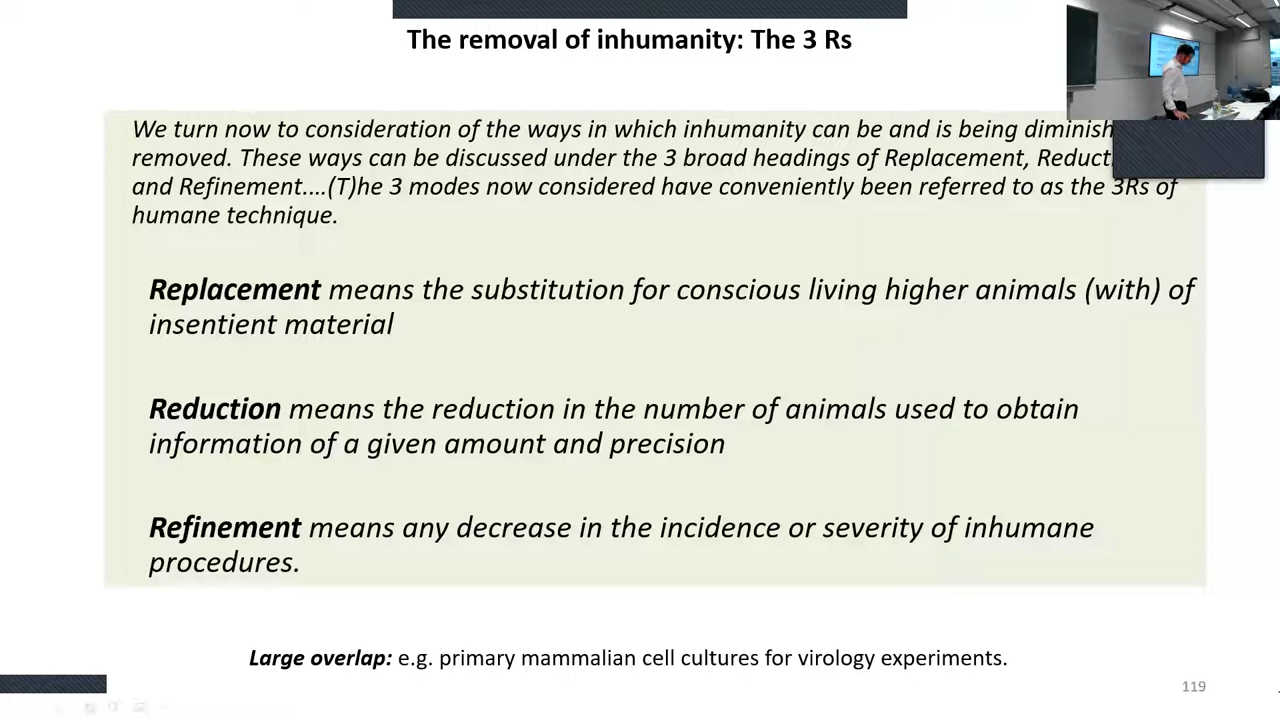 The removal of inhumanity: The 3 Rs
We turn now to consideration of the ways in which inhumanity can be and is being
removed. These ways can be discussed under the 3 broad headings of Replacement,
and Refinement....(T)he 3 modes now considered have conveniently been referred to as the 3Rs of
humane technique.
Replacement means the substitution for conscious living higher animals (with) of
insentient material
Reduction means the reduction in the number of animals used to obtain
information of a given amount and precision
Refinement means any decrease in the incidence or severity of inhumane
procedures.
Large overlap: e.g. primary mammalian cell cultures for virology experiments.
119